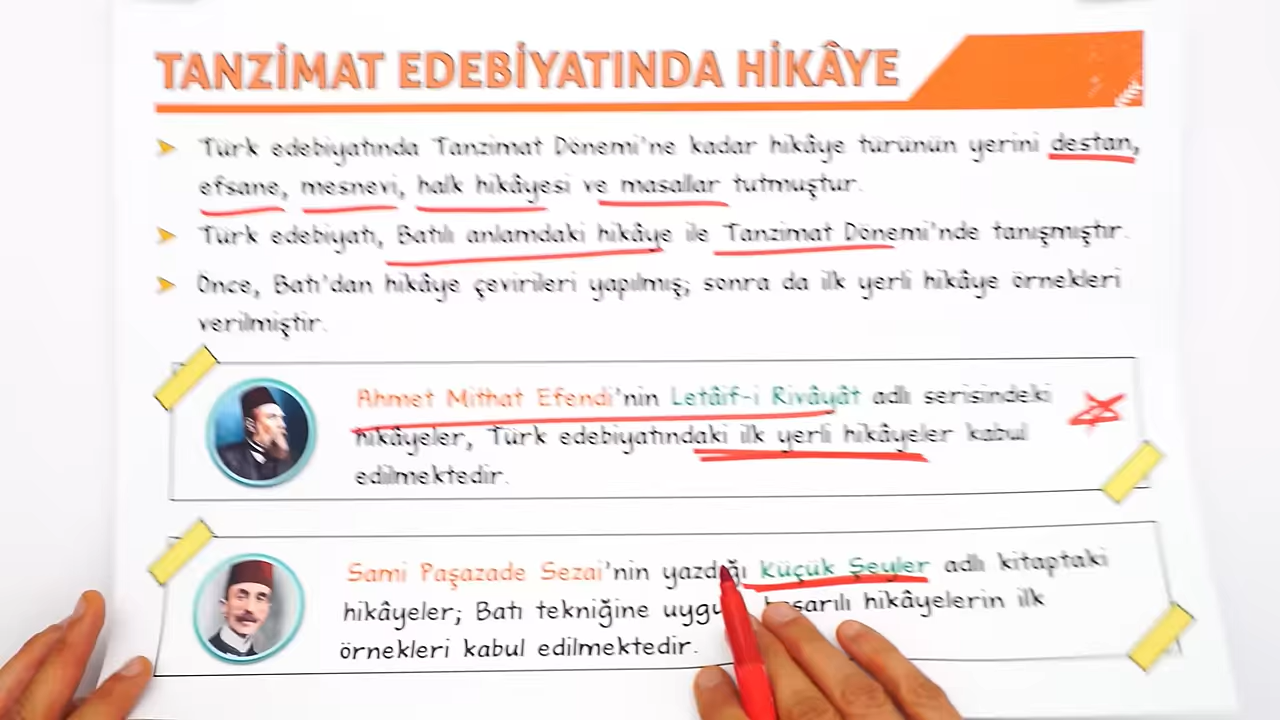 TANZİMAT EDEBİYATINDA HİKÂYE
Türk edebiyatında Tanzimat Dönemi'ne kadar hikâye türünün yerini destan,
efsane, mesnevi, halk hikâyesi ve masallar tutmuştur.
Türk edebiyatı, Batılı anlamdaki hikâye ile Tanzimat Dönemi'nde tanışmıştır.
Önce, Batı'dan hikâye çevirileri yapılmış; sonra da ilk yerli hikâye örnekleri
verilmiştir.
Ahmet Mithat Efendi'nin Letâif-i Rivâyât adlı serisindeki
hikâyeler, Türk edebiyatındaki ilk yerli hikâyeler kabul
edilmektedir.
Sami Paşazade Sezai'nin yazdığı Küçük Şeyler adlı kitaptaki
hikâyeler; Batı tekniğine hikâyelerin ilk
örnekleri kabul edilmektedir.